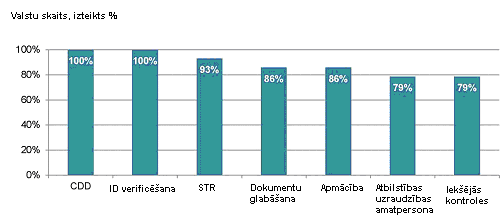 Valstu skaits, izteikts %
100%
80%
60%
40%
20%
0%
100%
100%
93%
86%
86%
79%
79%
CDD
ID verificēšana
STR
Dokumentu
glabāšana
Apmācība
Atbilstības
uzraudzības
amatpersona
Iekšējās
kontroles